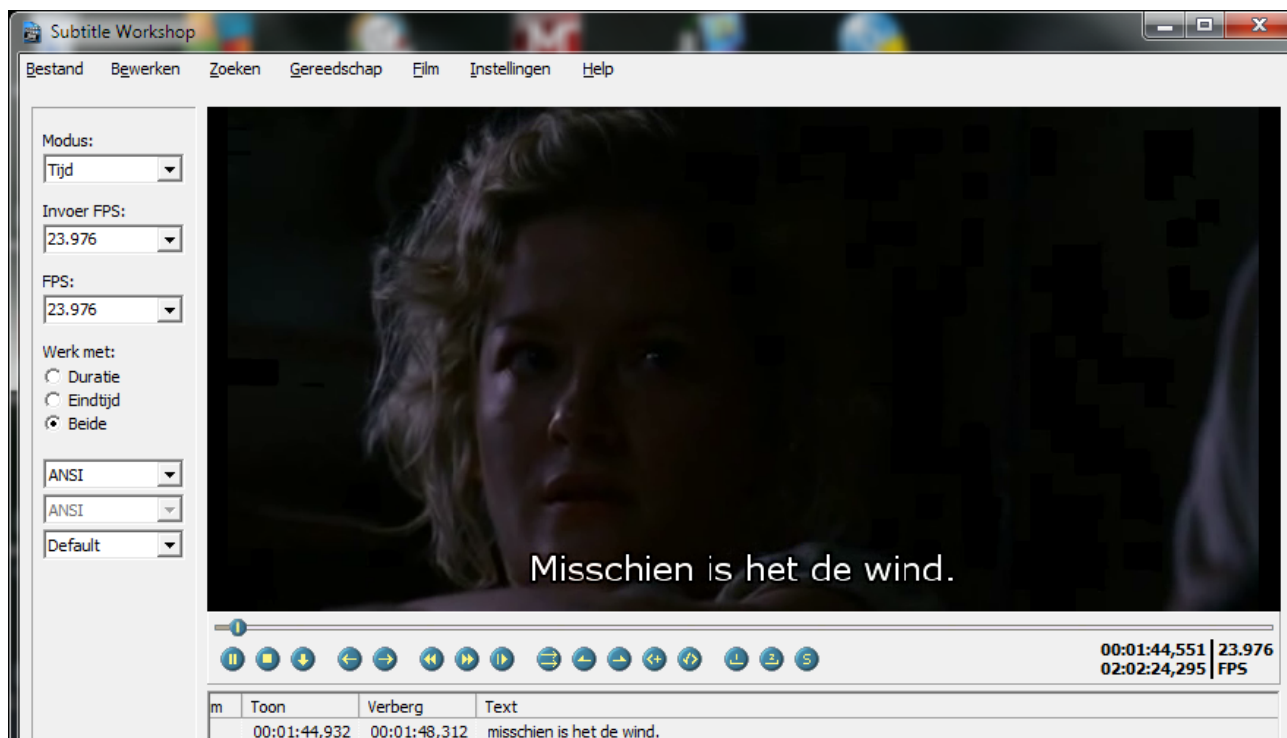 Subtitle Workshop
Bestand Bewerken Zoeken Gereedschap Film Instellingen Help
Modus:
Tijd
Invoer FPS:
23.976
FPS:
23.976
Werk met:
Duratie
Eindtijd
Beide
ANSI
ANSI
Default
Misschien is het de wind.
00:01:44,551 23.976
02:02:24,295 FPS
m Toon Verberg Text
00:01:44,932 00:01:48,312 misschien is het de wind.